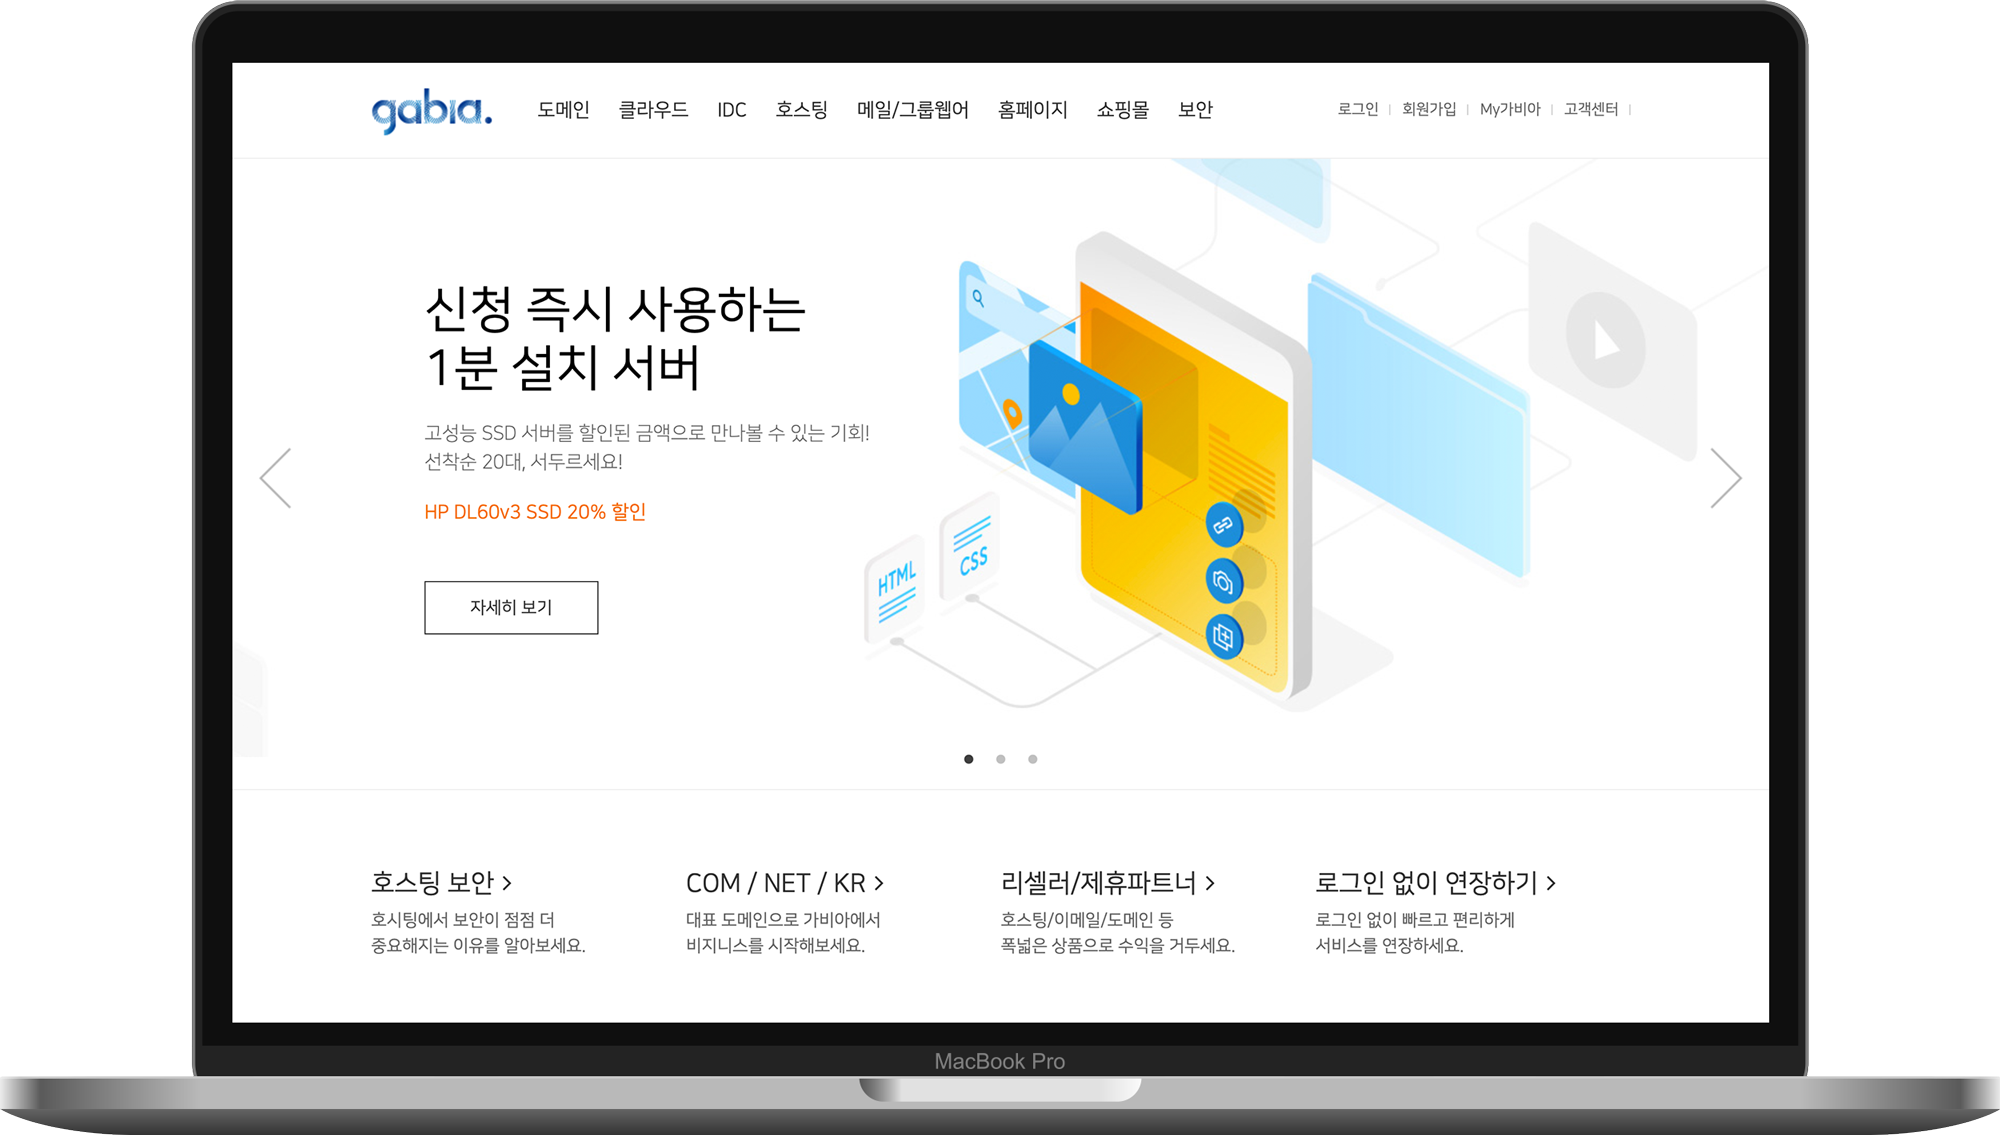 gabia.
도메인 클라우드 IDC 호스팅 메일/그룹웹어 홈페이지 쇼핑몰 보안
로그인 | 회원가입 | My가비아 | 고객센터 |
신청 즉시 사용하는
1분 설치 서버
고성능 SSD 서버를 할인된 금액으로 만나볼 수 있는 기회!
선착순 20대, 서두르세요!
HP DL60v3 SSD 20% 할인
자세히 보기
HTML
CSS
호스팅 보안 >
호시팅에서 보안이 점점 더
중요해지는 이유를 알아보세요.
COM / NET / KR >
대표 도메인으로 가비아에서
비지니스를 시작해보세요.
리셀러/제휴파트너 >
호스팅/이메일/도메인 등
폭넓은 상품으로 수익을 거두세요.
로그인 없이 연장하기 >
로그인 없이 빠르고 편리하게
서비스를 연장하세요.
MacBook Pro